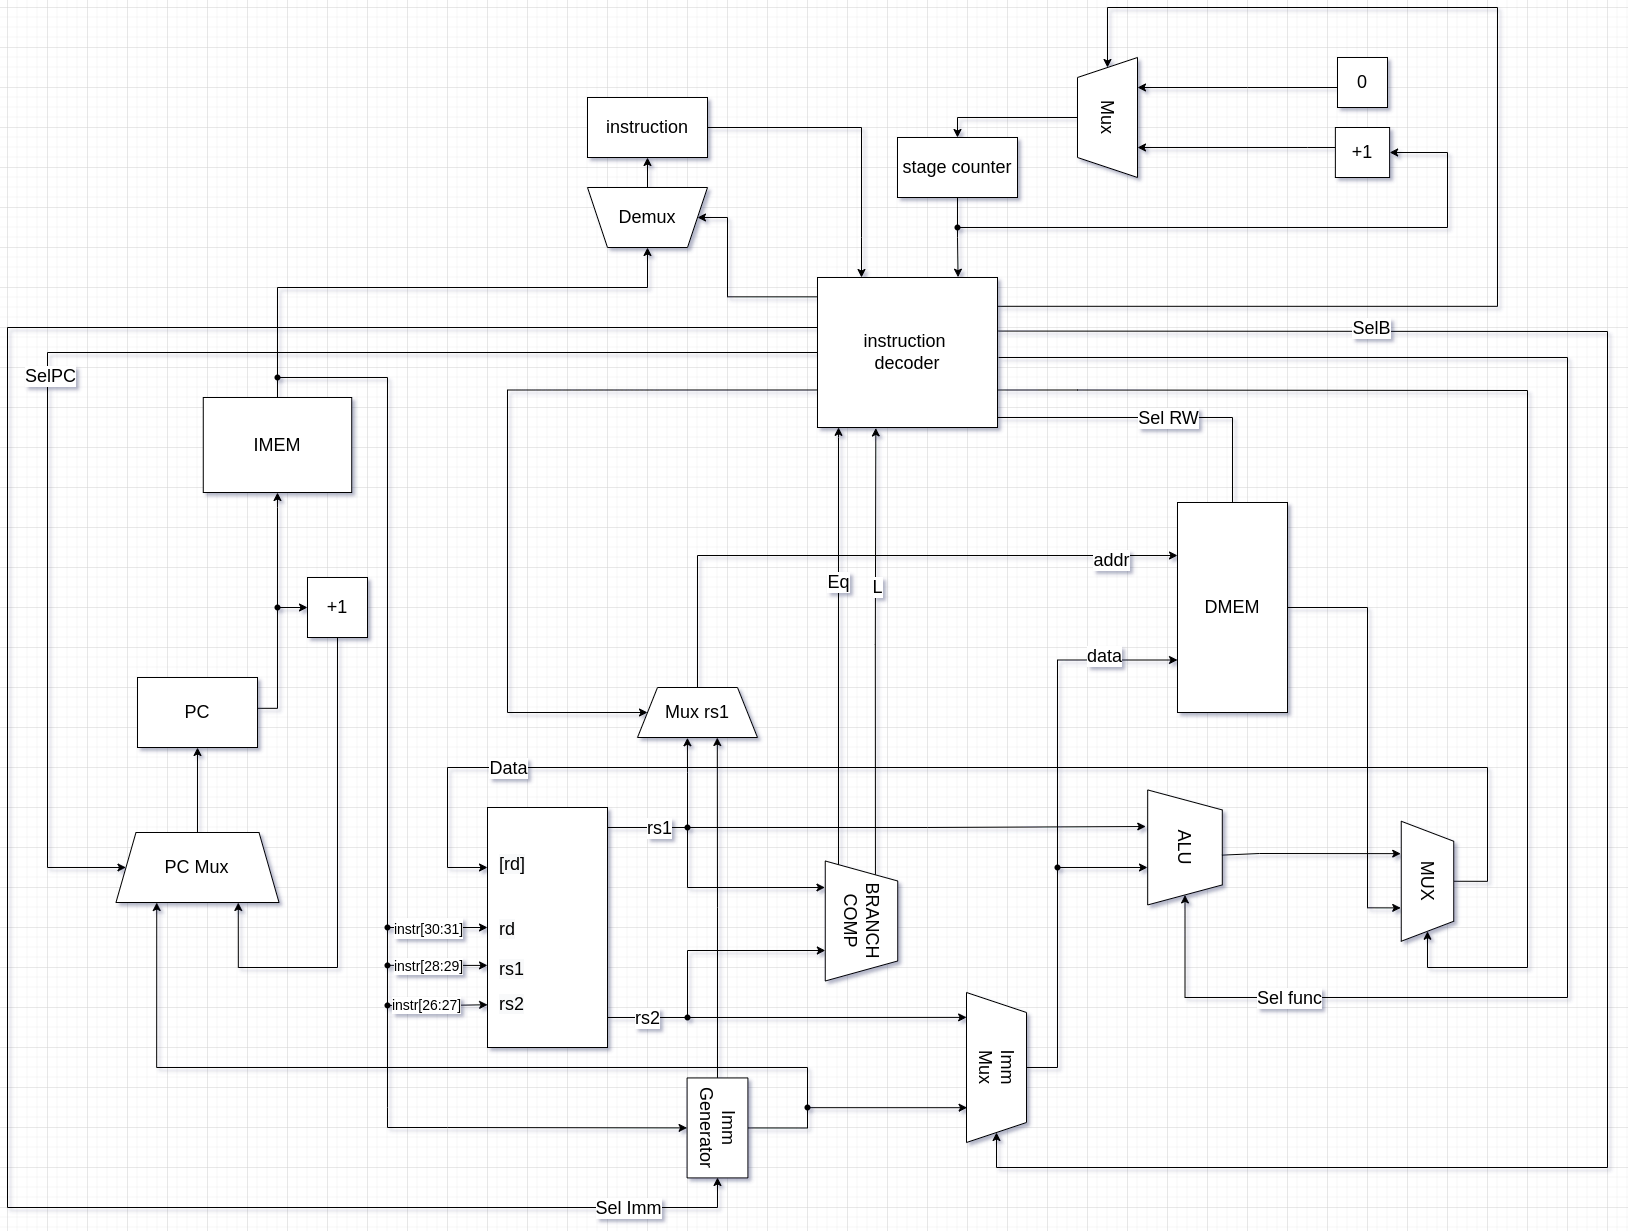 0
Mux
instruction
+1
stage counter
Demux
SelB
instruction
decoder
SelPC
Sel RW
IMEM
addr
Eq
L
+1
DMEM
data
PC
Mux rs1
Data
rs1
ALU
[rd]
PC Mux
MUX
BRANCH
COMP
instr[30:31]
rd
instr[28:29]
rs1
Sel func
instr[26:27]
rs2
rs2
Imm
Mux
Imm
Generator
Sel Imm